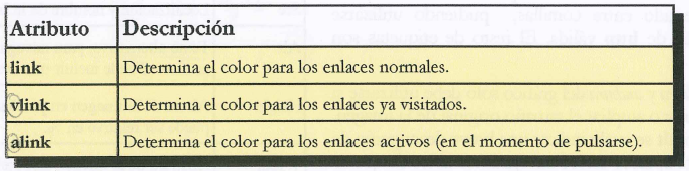 Atributo Descripción
link Determina el color para los enlaces normales.
vlink Determina el color para los enlaces ya visitados.
alink Determina el color para los enlaces activos (en el momento de pulsarse).